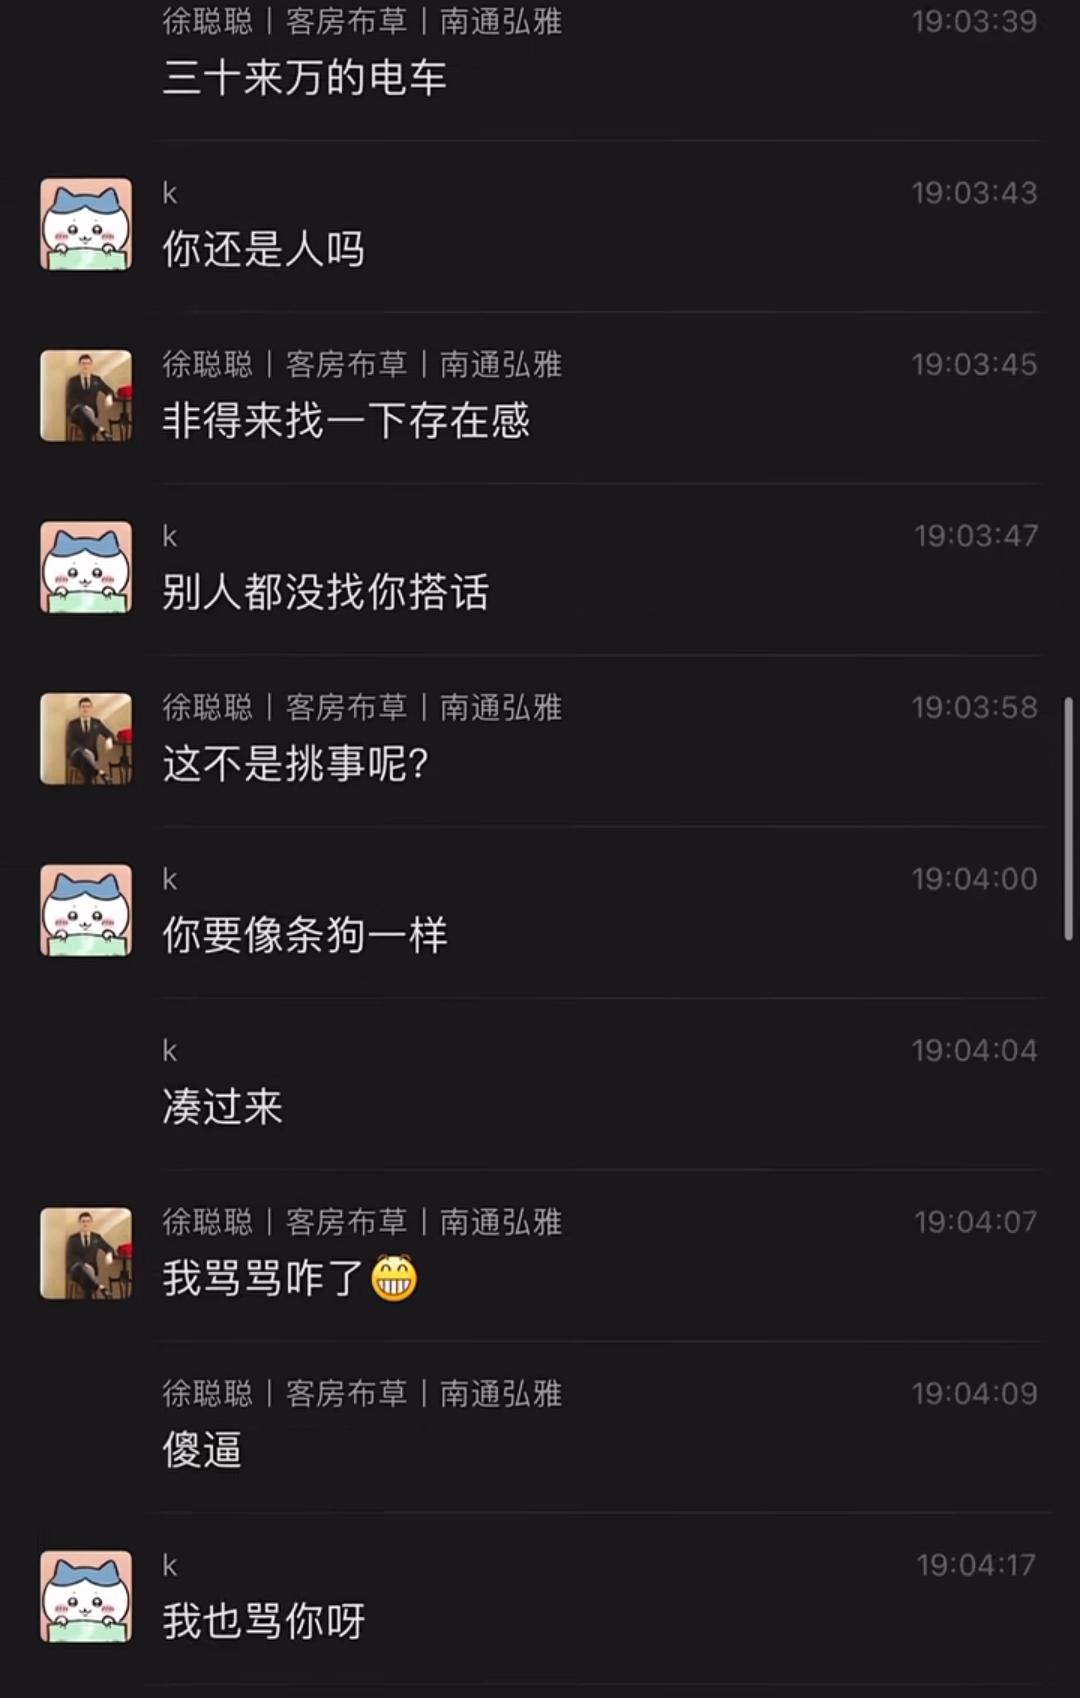 徐聪聪丨客房布草丨南通弘雅 19:03:39
三十来万的电车
k 19:03:43
你还是人吗
徐聪聪丨客房布草丨南通弘雅 19:03:45
非得来找一下存在感
k 19:03:47
别人都没找你搭话
徐聪聪丨客房布草丨南通弘雅 19:03:58
这不是挑事呢?
k 19:04:00
你要像条狗一样
k 19:04:04
凑过来
徐聪聪丨客房布草丨南通弘雅 19:04:07
我骂骂咋了😁
徐聪聪丨客房布草丨南通弘雅 19:04:09
傻逼
k 19:04:17
我也骂你呀